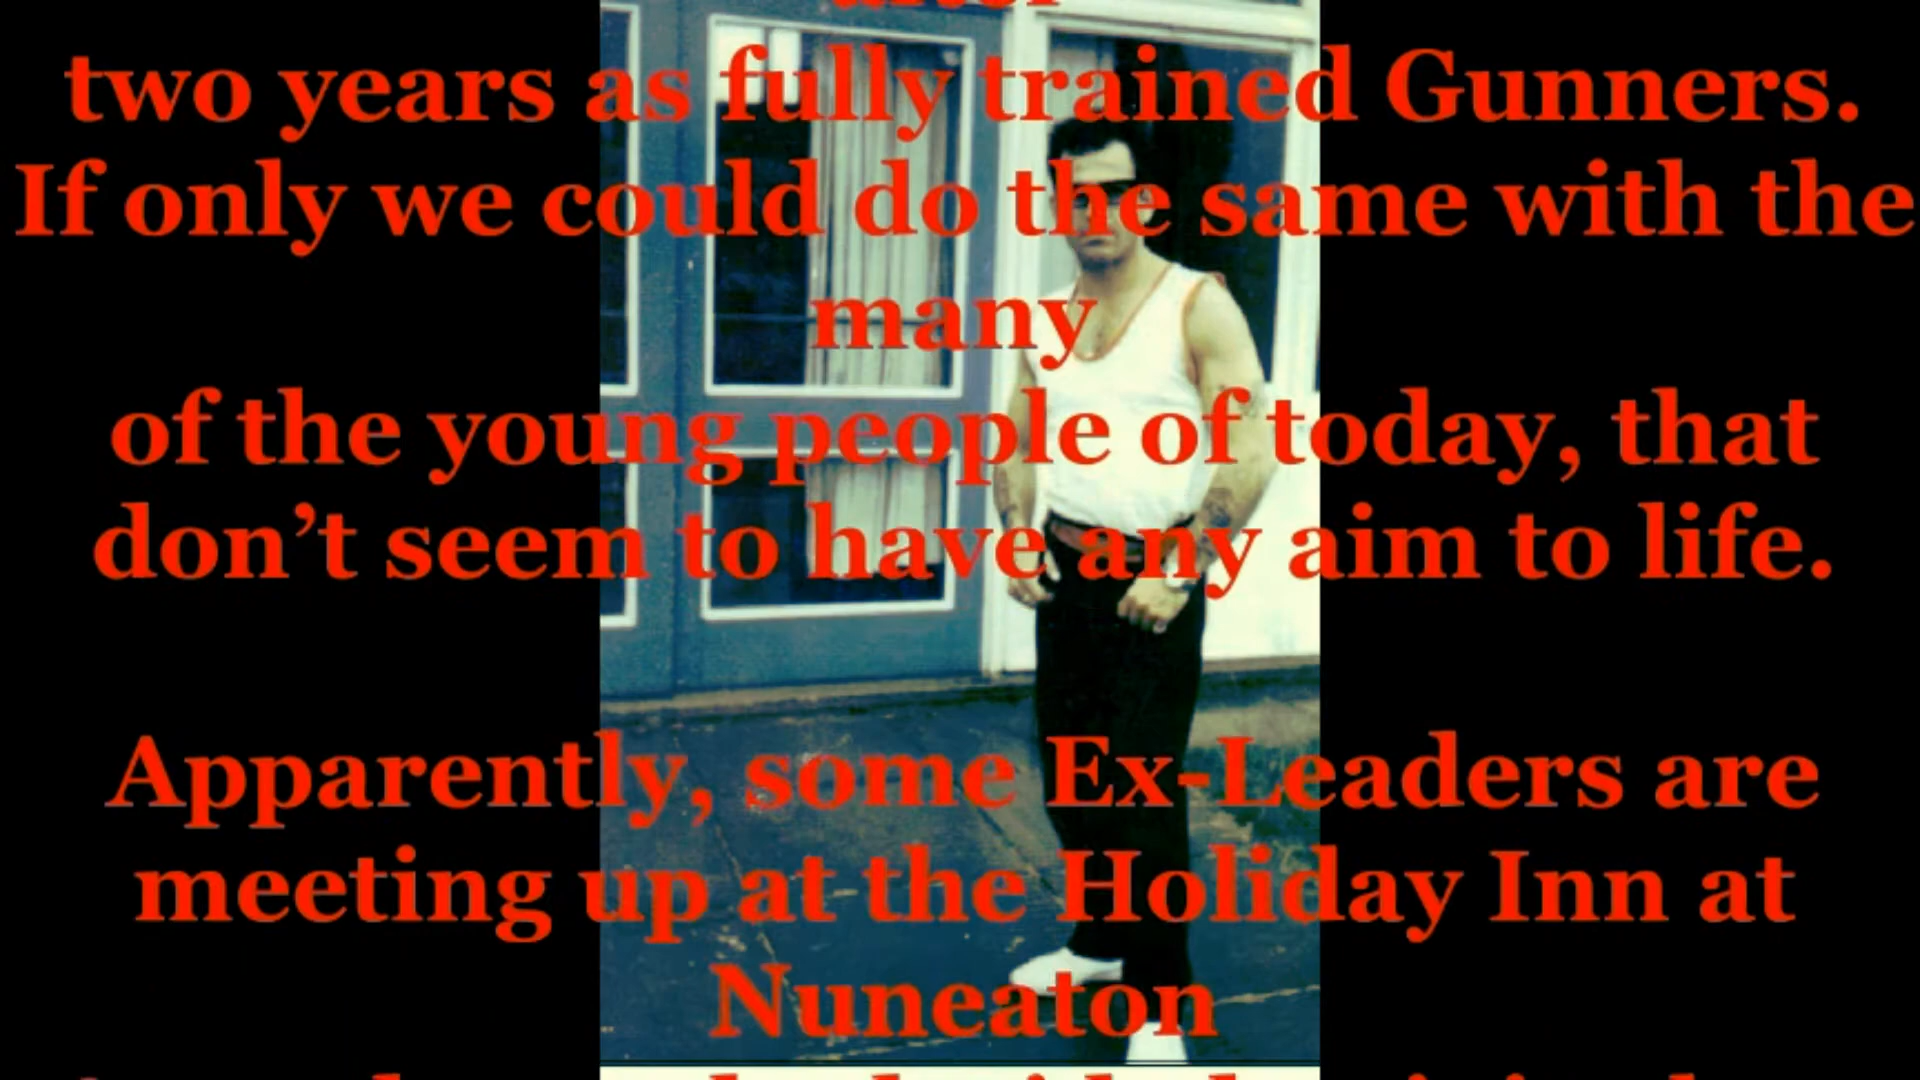 after
two years as fully trained Gunners.
If only we could do the same with the
many
of the young people of today, that
don’t seem to have any aim to life.
Apparently, some Ex-Leaders are
meeting up at the Holiday Inn at
Nuneaton